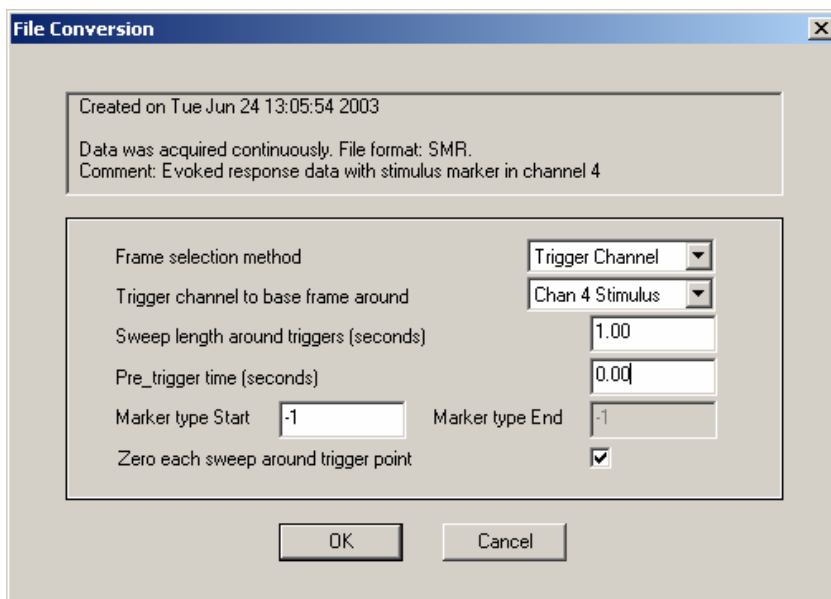 File Conversion
Created on Tue Jun 24 13:05:54 2003
Data was acquired continuously. File format: SMR.
Comment: Evoked response data with stimulus marker in channel 4
Frame selection method Trigger Channel
Trigger channel to base frame around Chan 4 Stimulus
Sweep length around triggers (seconds) 1.00
Pre_trigger time (seconds) 0.00
Marker type Start -1 Marker type End -1
Zero each sweep around trigger point
OK Cancel